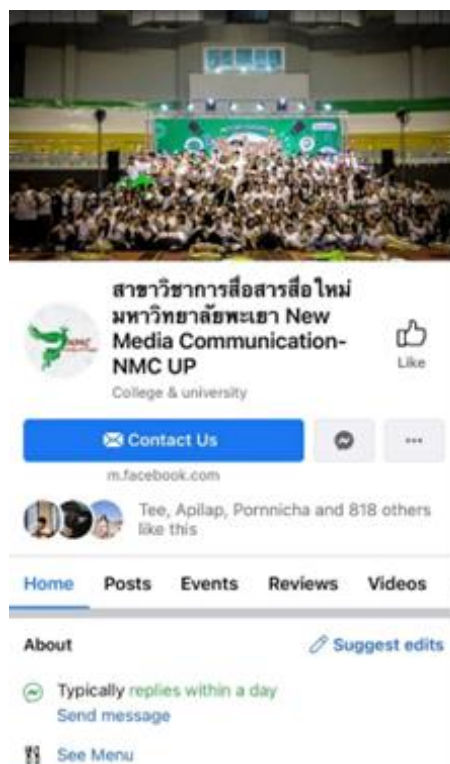 สาขาวิชาการสื่อสารสื่อใหม่
มหาวิทยาลัยพะเยา New
Media Communication-
NMC UP
Like
College & university
Contact Us
m.facebook.com
Tee, Apilap, Pornnicha and 818 others
like this
Home Posts Events Reviews Videos
About
Suggest edits
Typically replies within a day
Send message
See Menu